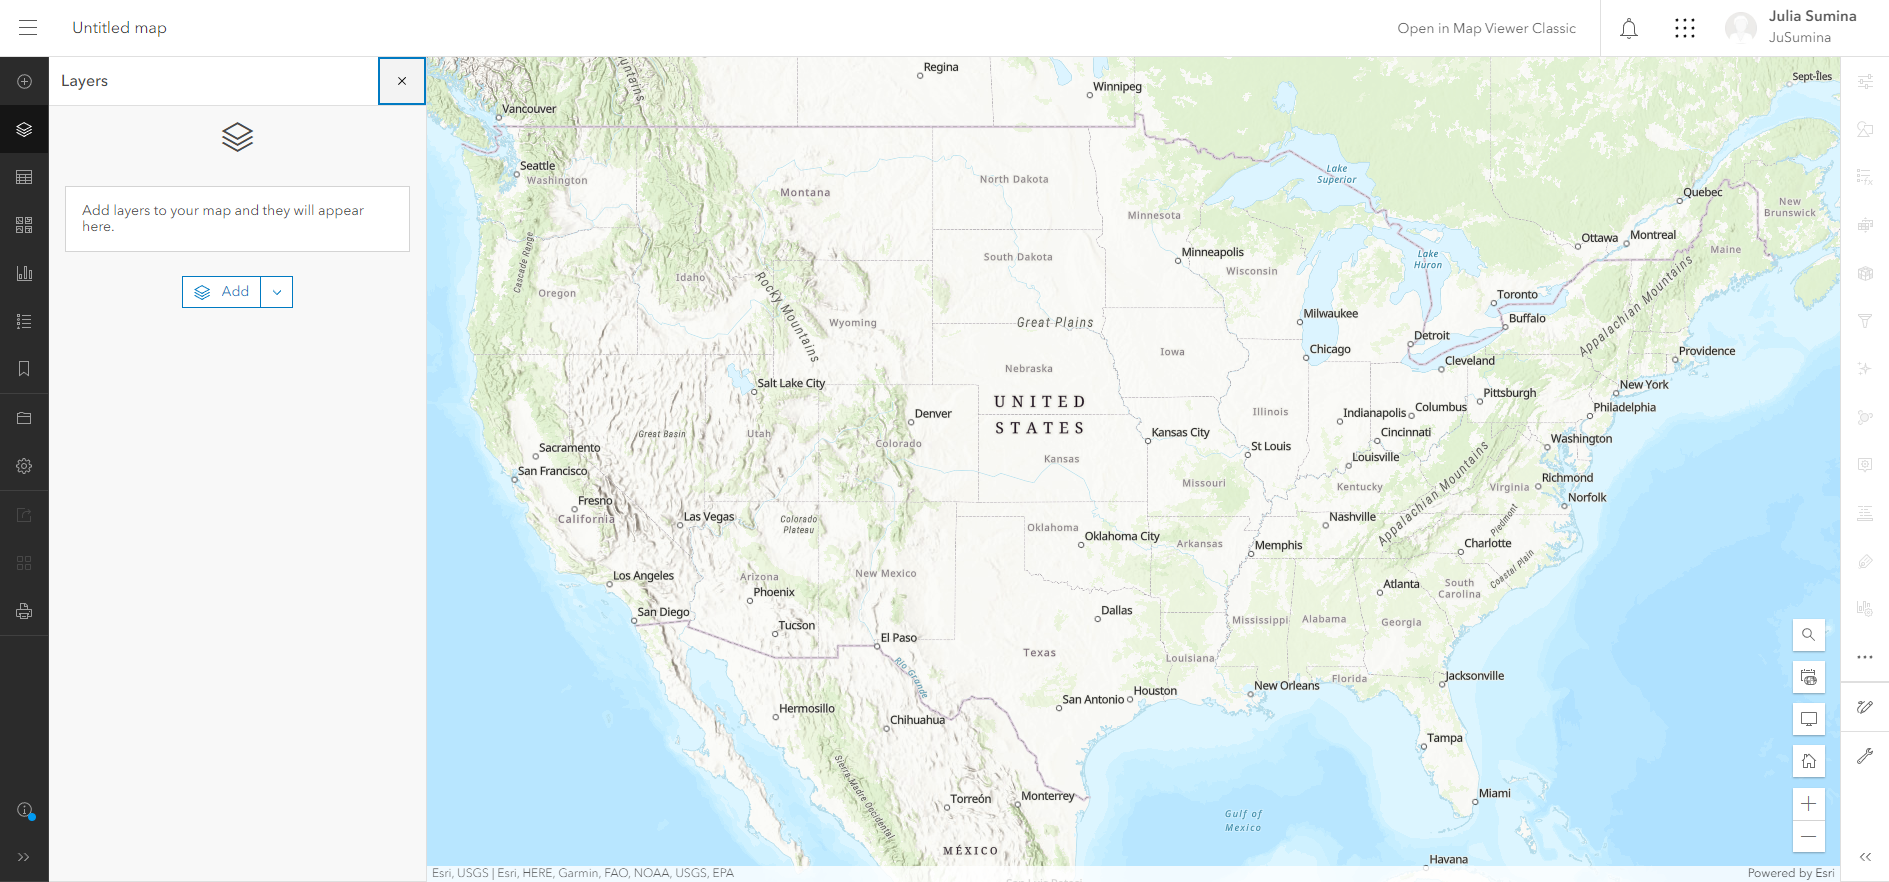 Untitled map
Open in Map Viewer Classic
Julia Sumina
JuSumina
Layers
Add layers to your map and they will appear
here.
Add
Regina
Winnipeg
Sept-Îles
Vancouver
Seattle
Washington
Montana
North Dakota
Lake
Superior
Quebec
New
Brunswick
Minnesota
Ottawa
Montreal
Maine
Minneapolis
Cascade Range
South Dakota
Wisconsin
Lake
Huron
Idaho
Oregon
Rocky Mountains
Toronto
Appalachian Mountains
Wyoming
Great Plains
Milwaukee
Buffalo
Detroit
Iowa
Chicago
Cleveland
Providence
Nebraska
Salt Lake City
New York
Pittsburgh
UNITED
STATES
Denver
Illinois
Indianapolis
Columbus
Philadelphia
Great Basin
Utah
Colorado
Kansas City
Cincinnati
Washington
Sacramento
St Louis
Louisville
San Francisco
Kansas
Missouri
Kentucky
Appalachian Mountains
Virginia
Richmond
Norfolk
Fresno
California
Las Vegas
Colorado
Plateau
Oklahoma
Oklahoma City
Nashville
Piedmont
Arkansas
Memphis
Charlotte
Los Angeles
Arizona
New Mexico
Phoenix
Atlanta
South
Carolina
Coastal Plain
San Diego
Dallas
Tucson
Mississippi
Alabama
Georgia
El Paso
Texas
Louisiana
Rio Grande
Florida
Jacksonville
New Orleans
San Antonio
Houston
Hermosillo
Chihuahua
Tampa
Sierra Madre Occidental
Torreón
Monterrey
Miami
Gulf of
Mexico
MÉXICO
Havana
Esri, USGS | Esri, HERE, Garmin, FAO, NOAA, USGS, EPA
Powered by Esri